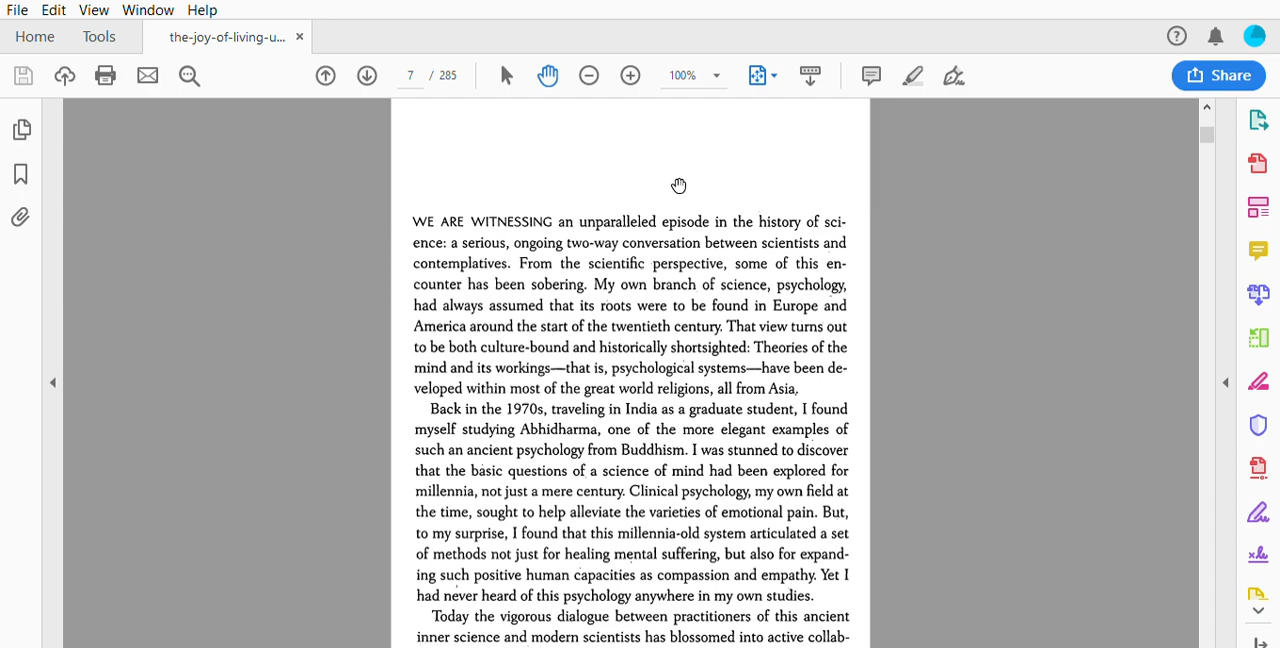 File Edit View Window Help
Home Tools the-joy-of-living-u... ×
7 / 285 100% Share
WE ARE WITNESSING an unparalleled episode in the history of sci-
ence: a serious, ongoing two-way conversation between scientists and
contemplatives. From the scientific perspective, some of this en-
counter has been sobering. My own branch of science, psychology,
had always assumed that its roots were to be found in Europe and
America around the start of the twentieth century. That view turns out
to be both culture-bound and historically shortsighted: Theories of the
mind and its workings—that is, psychological systems—have been de-
veloped within most of the great world religions, all from Asia.
Back in the 1970s, traveling in India as a graduate student, I found
myself studying Abhidharma, one of the more elegant examples of
such an ancient psychology from Buddhism. I was stunned to discover
that the basic questions of a science of mind had been explored for
millennia, not just a mere century. Clinical psychology, my own field at
the time, sought to help alleviate the varieties of emotional pain. But,
to my surprise, I found that this millennia-old system articulated a set
of methods not just for healing mental suffering, but also for expand-
ing such positive human capacities as compassion and empathy. Yet I
had never heard of this psychology anywhere in my own studies.
Today the vigorous dialogue between practitioners of this ancient
inner science and modern scientists has blossomed into active collab-